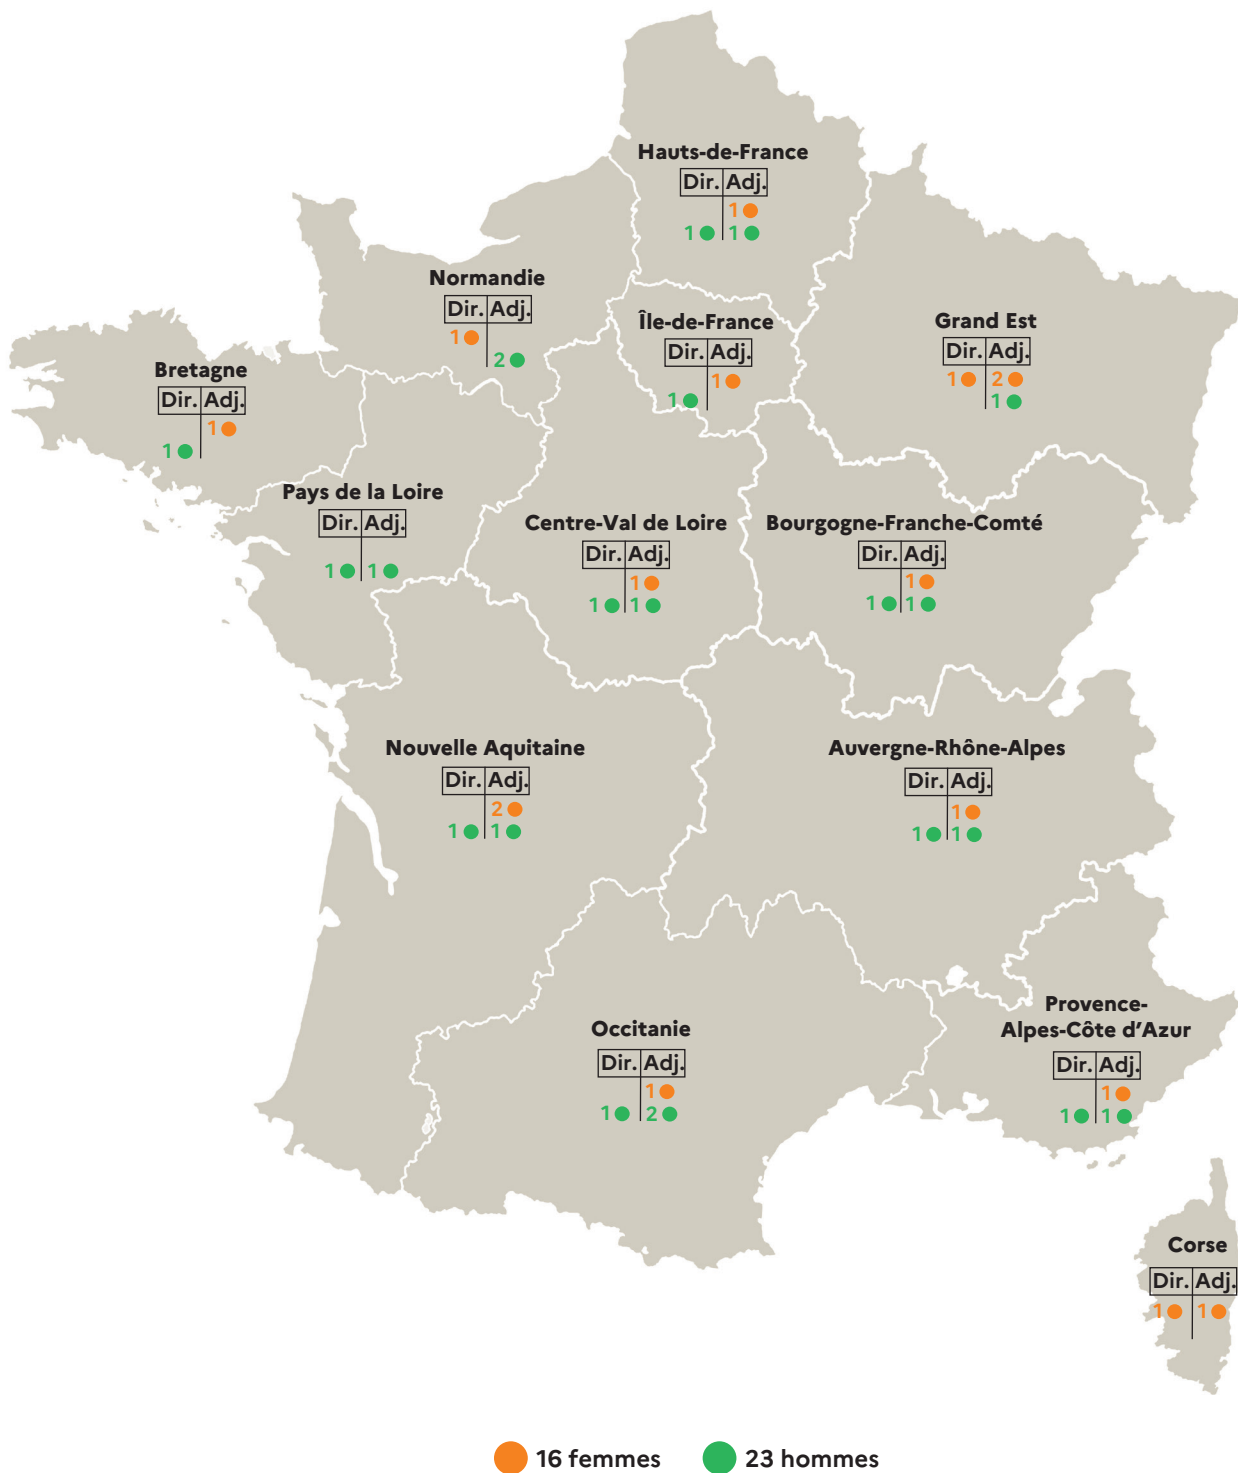 Hauts-de-France
Dir. Adj.
1
1 1
Normandie
Dir. Adj.
1
2
Île-de-France
Dir. Adj.
1
1
Grand Est
Dir. Adj.
1 2
1
Bretagne
Dir. Adj.
1
1
Pays de la Loire
Dir. Adj.
1 1
Centre-Val de Loire
Dir. Adj.
1
1 1
Bourgogne-Franche-Comté
Dir. Adj.
1
1 1
Nouvelle Aquitaine
Dir. Adj.
2
1 1
Auvergne-Rhône-Alpes
Dir. Adj.
1
1 1
Occitanie
Dir. Adj.
1
1 2
Provence-
Alpes-Côte d'Azur
Dir. Adj.
1
1 1
Corse
Dir. Adj.
1 1
16 femmes 23 hommes